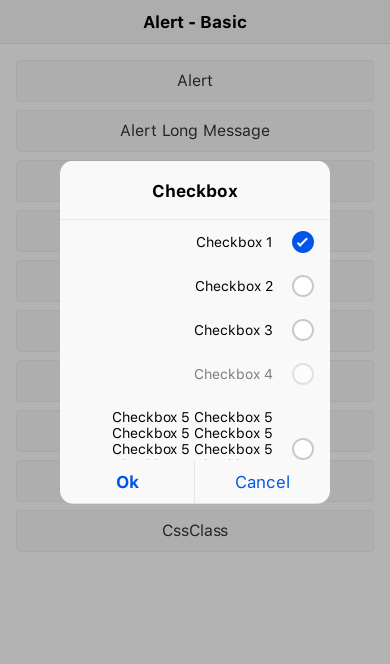 Alert - Basic
Alert
Alert Long Message
Checkbox
Checkbox 1
Checkbox 2
Checkbox 3
Checkbox 4
Checkbox 5 Checkbox 5
Checkbox 5 Checkbox 5
Checkbox 5 Checkbox 5
Ok
Cancel
CssClass